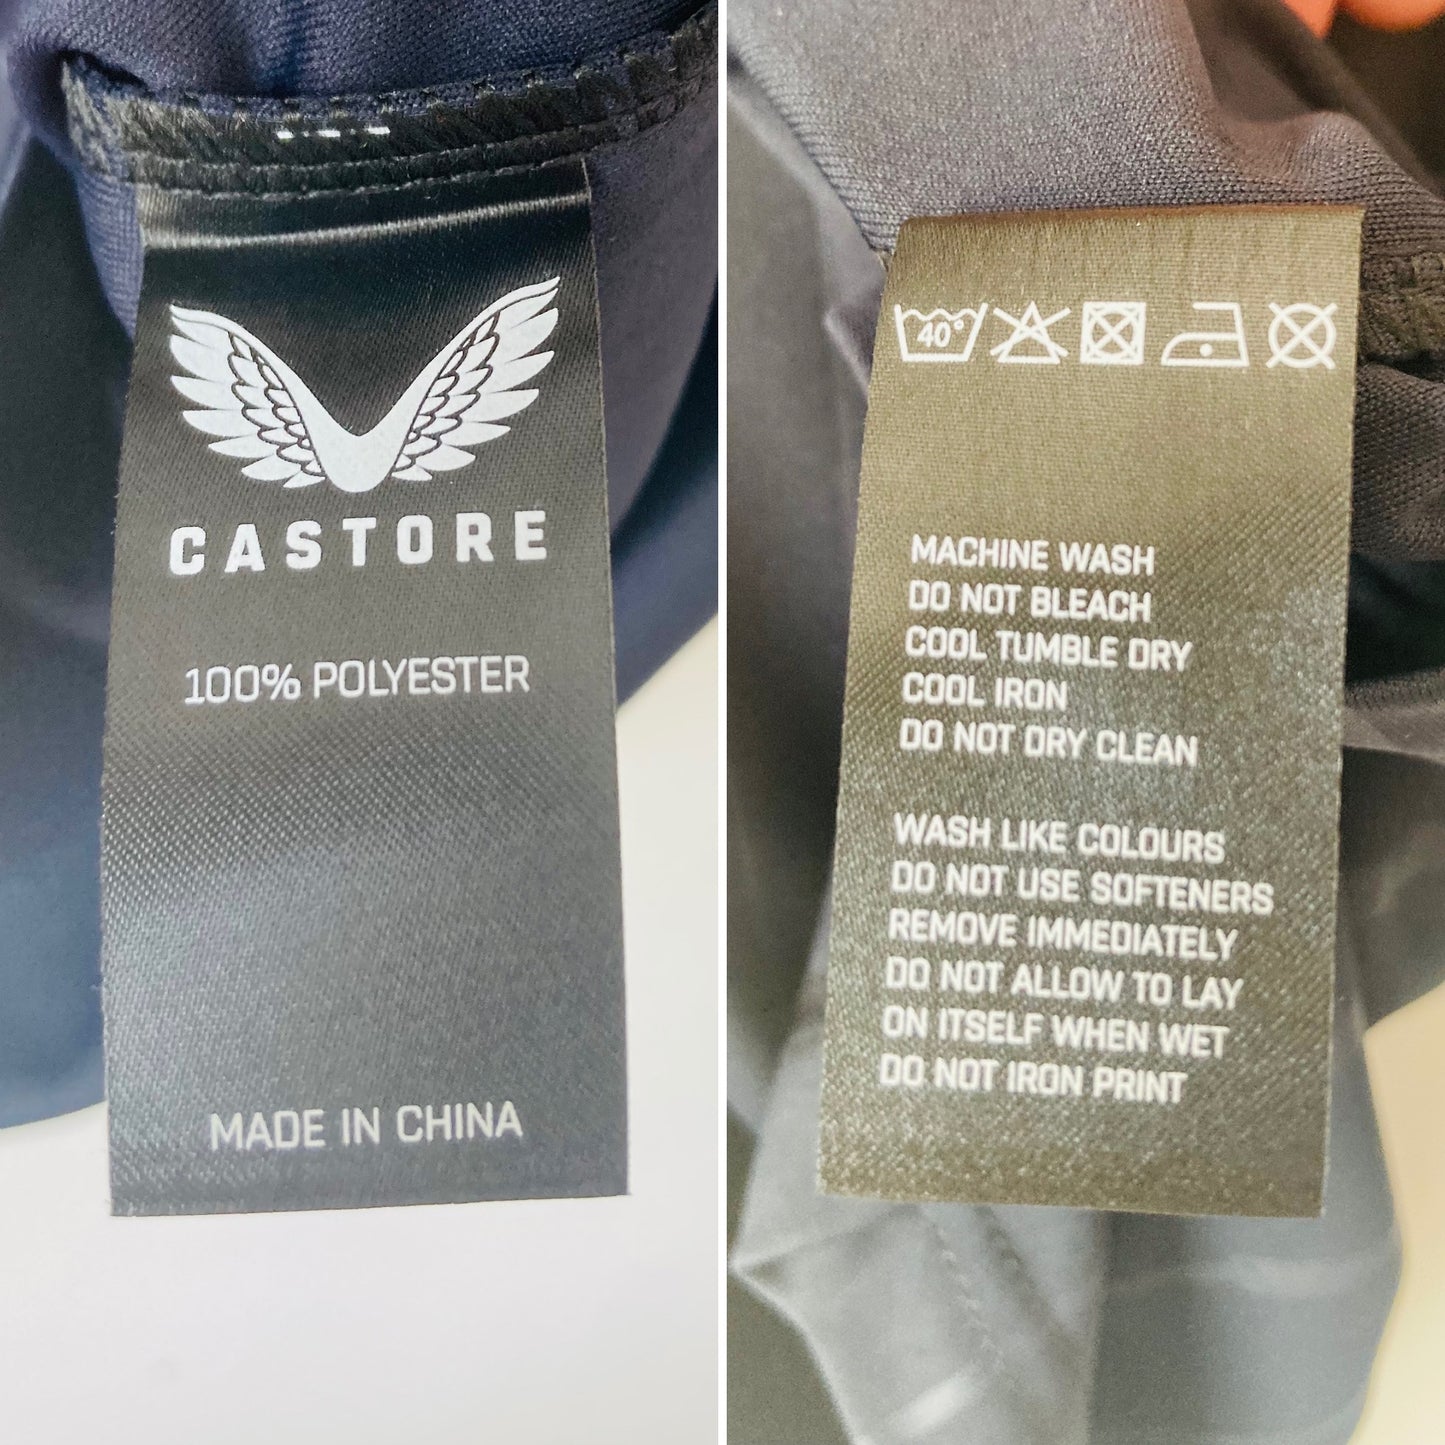 CASTORE
100% POLYESTER
MADE IN CHINA
40°
MACHINE WASH
DO NOT BLEACH
COOL TUMBLE DRY
COOL IRON
DO NOT DRY CLEAN
WASH LIKE COLOURS
DO NOT USE SOFTENERS
REMOVE IMMEDIATELY
DO NOT ALLOW TO LAY
ON ITSELF WHEN WET
DO NOT IRON PRINT